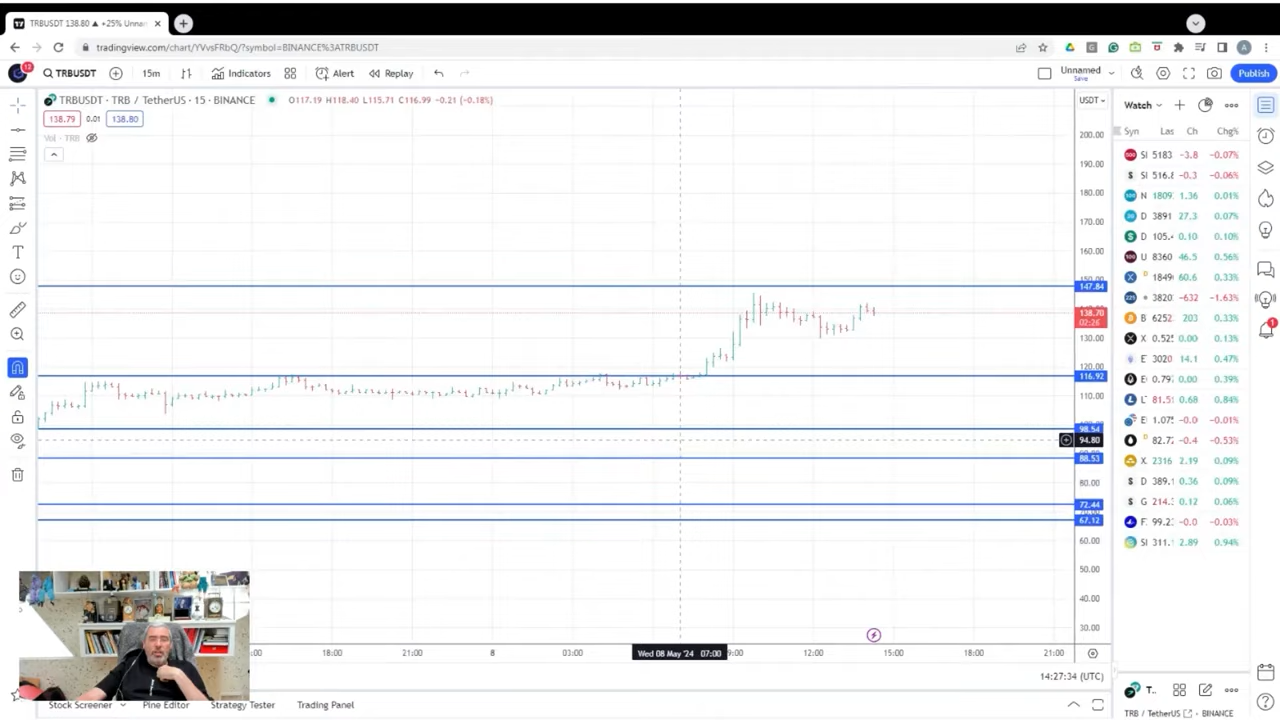 TRBUSDT 138.80 ▲ +25% Unna
tradingview.com/chart/YVvsFRbQ/?symbol=BINANCE%3ATRBUSDT
TRBUSDT 15m Indicators Alert Replay Unnamed Save Publish
TRBUSDT · TRB / TetherUS · 15 · BINANCE O117.19 H118.40 L115.71 C116.99 -0.21 (-0.18%) USDT
138.79 0.01 138.80
Vol · TRB
Watch
Syn Las Ch Chg%
SI 5183 -3.8 -0.07%
SI 516.8 -0.3 -0.06%
N 1809 1.36 0.01%
D 3891 27.3 0.07%
D 105. 0.10 0.10%
U 8360 46.5 0.56%
X 1849 60.6 0.33%
3820 -632 -1.63%
B 6252 203 0.33%
X 0.52 0.00 0.13%
E 3020 14.1 0.47%
0.79 0.00 0.39%
L 81.5 0.68 0.84%
E 1.07 -0.0 -0.01%
82.7 -0.4 -0.53%
X 2316 2.19 0.09%
D 389.1 0.36 0.09%
G 214. 0.12 0.06%
F 99.2 -0.0 -0.03%
SI 311. 2.89 0.94%
200.00
190.00
180.00
170.00
160.00
147.84
138.70
02:26
130.00
120.00
116.92
110.00
98.54
94.80
88.53
80.00
72.44
67.12
60.00
50.00
40.00
30.00
18:00 21:00 8 03:00 Wed 08 May '24 07:00 9:00 12:00 15:00 18:00 21:00
14:27:34 (UTC)
Stock Screener Pine Editor Strategy Tester Trading Panel
T..
TRB / TetherUS BINANCE